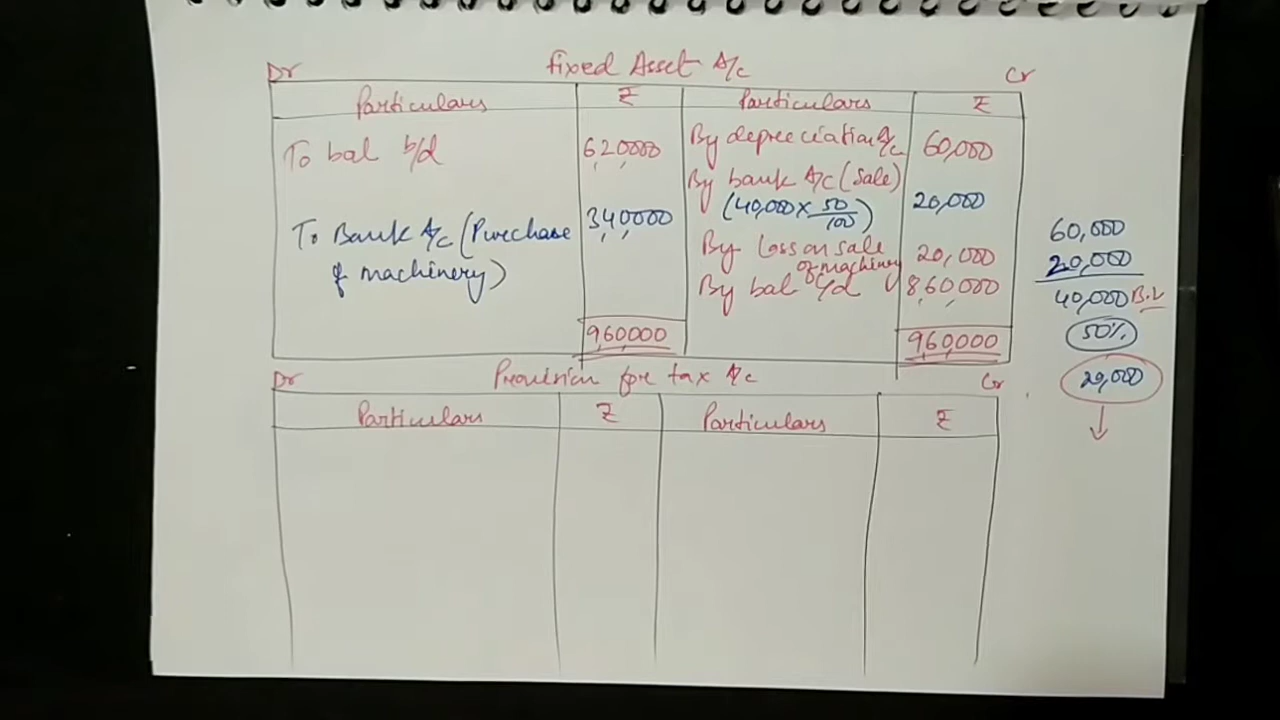 Fixed Asset A/c
Dr Cr
Particulars ₹ Particulars ₹
To bal b/d 620000 By depreciation A/c 60,000
By bank A/c (sale)
(40,000 × 50/100) 20,000
To Bank A/c (Purchase 340000
of machinery)
By Loss on sale 20,000
of machinery
By bal c/d 8,60,000
960000 960,000
60,000
20,000
40,000 B.V
50%
20,000
Dr Provision for tax A/c Cr
Particulars ₹ Particulars ₹